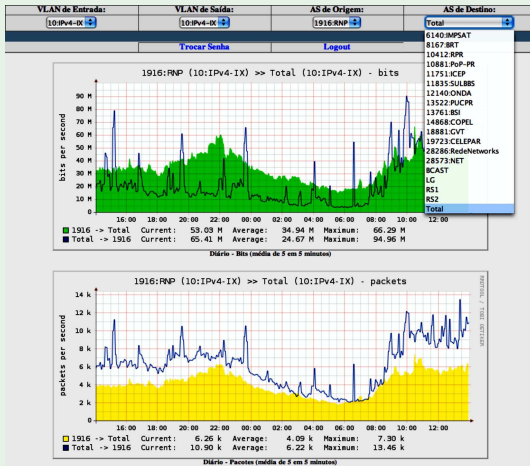 VLAN de Entrada: VLAN de Saída: AS de Origem: AS de Destino:
10:IPv4-IX 10:IPv4-IX 1916:RNP Total
Trocar Senha Logout
6140:IMPSAT
8167:BRT
10412:RPR
10881:PoP-PR
11751:ICEP
11835:SULBBS
12140:ONDA
13522:PUCPR
13761:BSI
14868:COPEL
18881:GVT
19723:CELEPAR
28286:RedeNetworks
28573:NET
BCAST
LG
RS1
RS2
Total
1916:RNP (10:IPv4-IX) >> Total (10:IPv4-IX) - bits
bits per second
90 M
80 M
70 M
60 M
50 M
40 M
30 M
20 M
10 M
0
16:00 18:00 20:00 22:00 00:00 02:00 04:00 06:00 08:00 10:00 12:00
1916 -> Total Current: 53.03 M Average: 34.94 M Maximum: 66.29 M
Total -> 1916 Current: 65.41 M Average: 24.67 M Maximum: 94.96 M
Diário - Bits (média de 5 em 5 minutos)
1916:RNP (10:IPv4-IX) >> Total (10:IPv4-IX) - packets
RRDTOOL / TOBI OETIKER
packets per second
14 k
12 k
10 k
8 k
6 k
4 k
2 k
0
16:00 18:00 20:00 22:00 00:00 02:00 04:00 06:00 08:00 10:00 12:00
1916 -> Total Current: 6.26 k Average: 4.09 k Maximum: 7.30 k
Total -> 1916 Current: 10.90 k Average: 6.22 k Maximum: 13.46 k
Diário - Pacotes (média de 5 em 5 minutos)